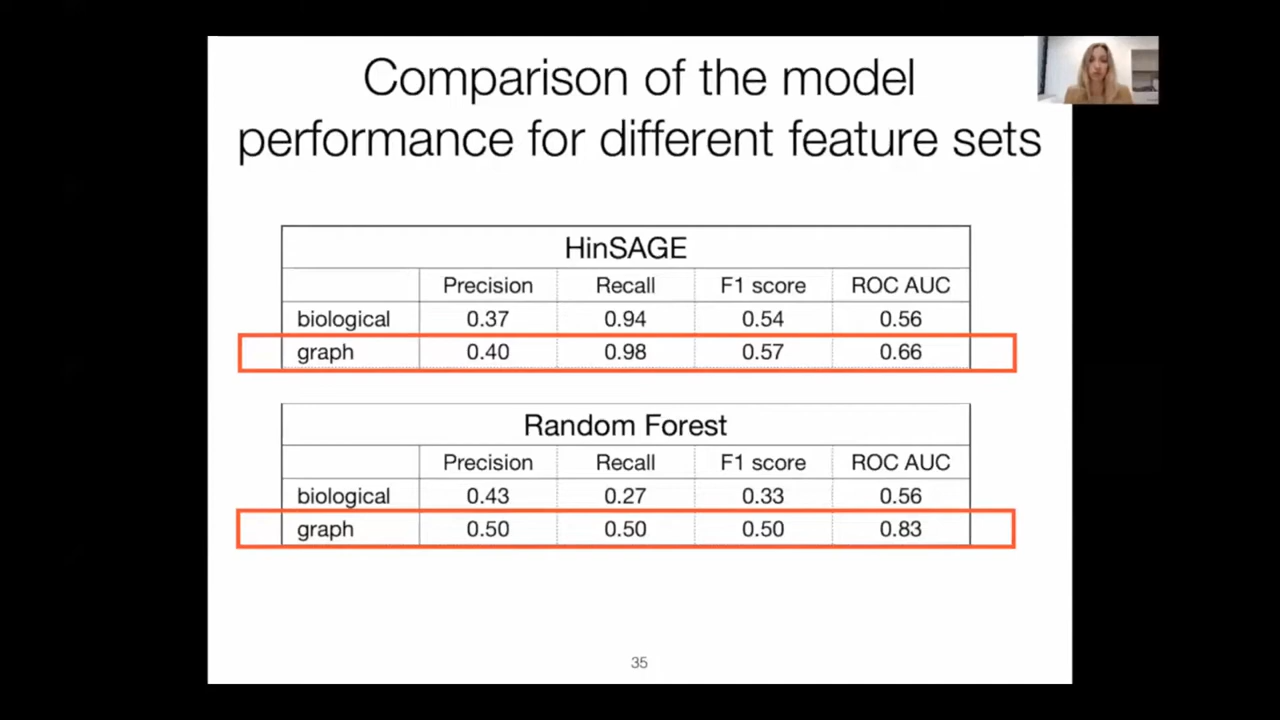 Comparison of the model
performance for different feature sets
HinSAGE
Precision Recall F1 score ROC AUC
biological 0.37 0.94 0.54 0.56
graph 0.40 0.98 0.57 0.66
Random Forest
Precision Recall F1 score ROC AUC
biological 0.43 0.27 0.33 0.56
graph 0.50 0.50 0.50 0.83
35